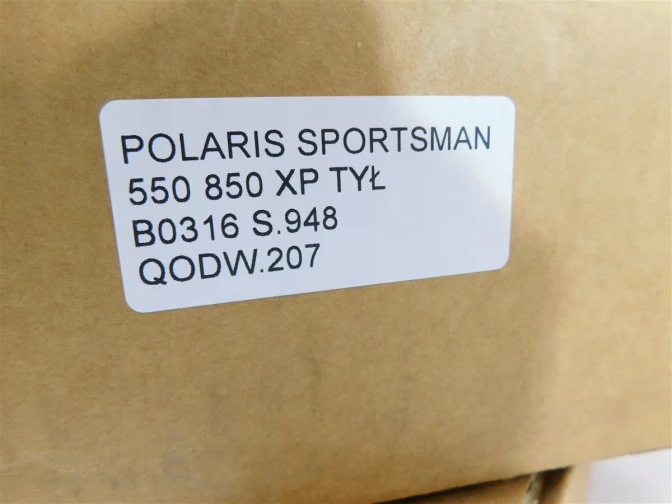 POLARIS SPORTSMAN
550 850 XP TYŁ
B0316 S.948
QODW.207